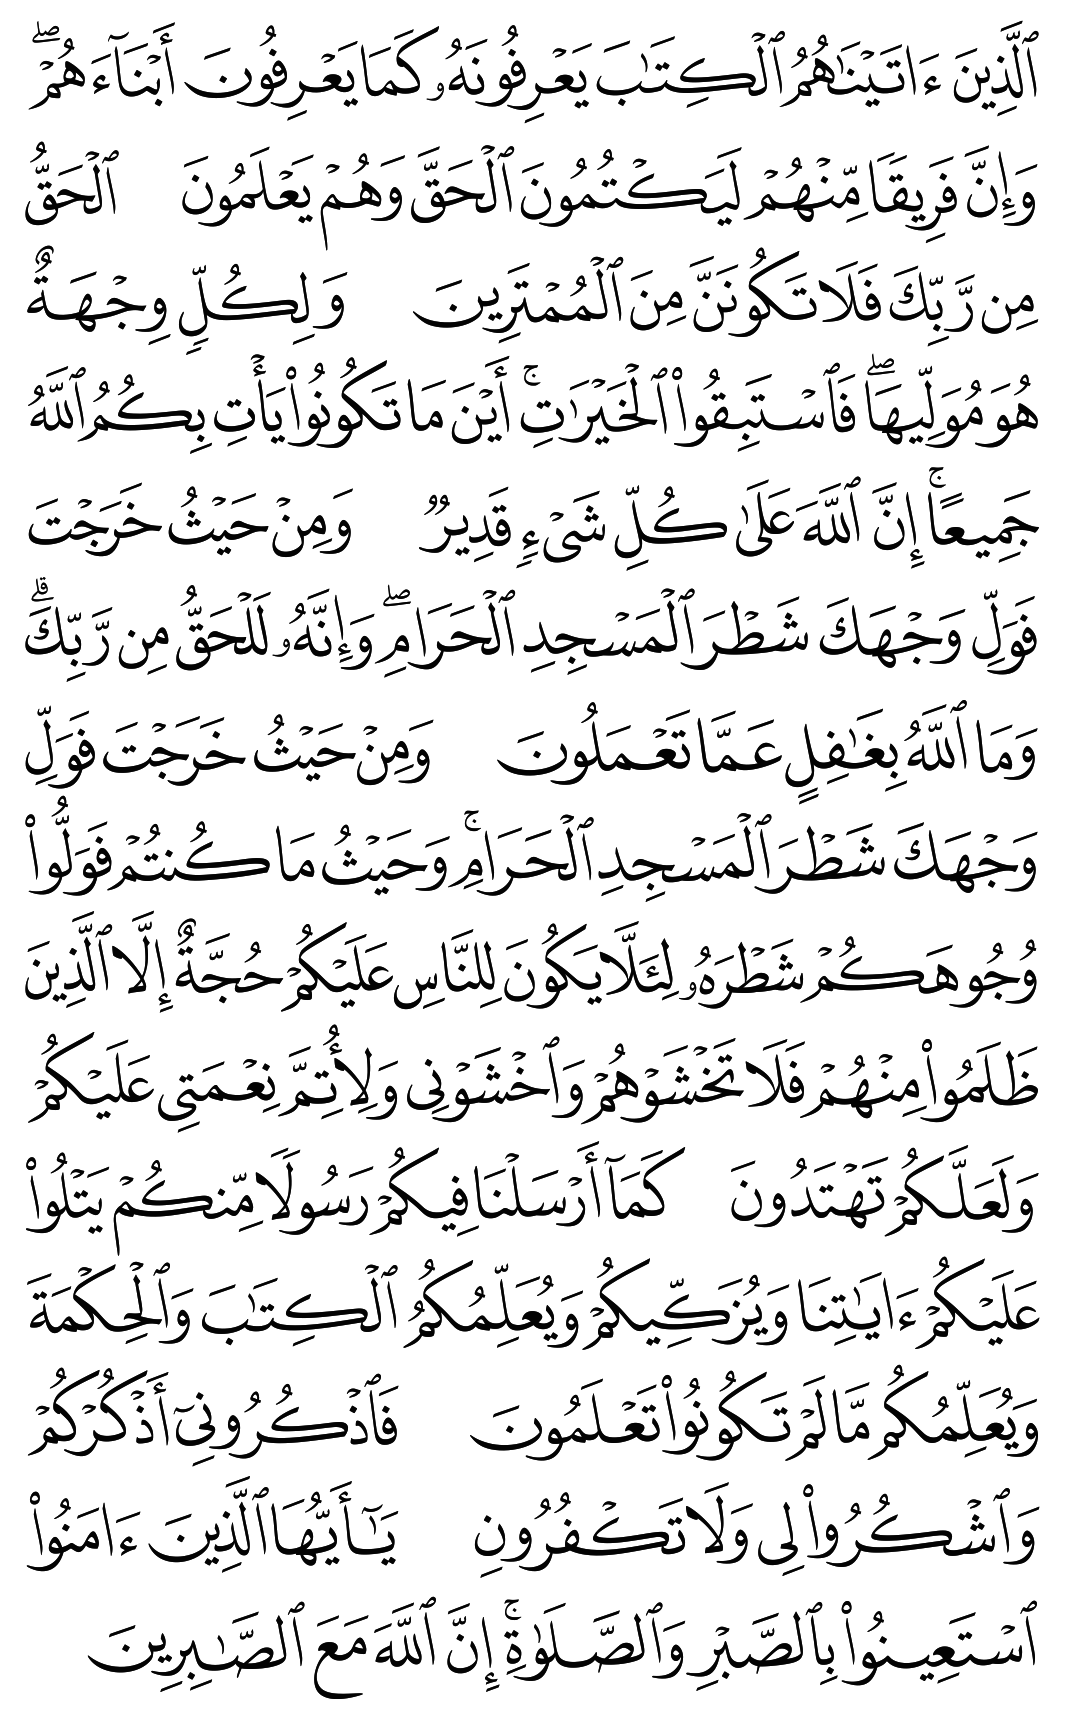 ٱلَّذِينَ ءَاتَيْنَٰهُمُ ٱلْكِتَٰبَ يَعْرِفُونَهُۥ كَمَا يَعْرِفُونَ أَبْنَآءَهُمْ ۖ
وَإِنَّ فَرِيقًا مِّنْهُمْ لَيَكْتُمُونَ ٱلْحَقَّ وَهُمْ يَعْلَمُونَ ٱلْحَقُّ
مِن رَّبِّكَ فَلَا تَكُونَنَّ مِنَ ٱلْمُمْتَرِينَ وَلِكُلٍّ وِجْهَةٌ
هُوَ مُوَلِّيهَا ۖ فَٱسْتَبِقُوا۟ ٱلْخَيْرَٰتِ ۚ أَيْنَ مَا تَكُونُوا۟ يَأْتِ بِكُمُ ٱللَّهُ
جَمِيعًا ۚ إِنَّ ٱللَّهَ عَلَىٰ كُلِّ شَىْءٍ قَدِيرٌ وَمِنْ حَيْثُ خَرَجْتَ
فَوَلِّ وَجْهَكَ شَطْرَ ٱلْمَسْجِدِ ٱلْحَرَامِ ۖ وَإِنَّهُۥ لَلْحَقُّ مِن رَّبِّكَ ۗ
وَمَا ٱللَّهُ بِغَٰفِلٍ عَمَّا تَعْمَلُونَ وَمِنْ حَيْثُ خَرَجْتَ فَوَلِّ
وَجْهَكَ شَطْرَ ٱلْمَسْجِدِ ٱلْحَرَامِ ۚ وَحَيْثُ مَا كُنتُمْ فَوَلُّوا۟
وُجُوهَكُمْ شَطْرَهُۥ لِئَلَّا يَكُونَ لِلنَّاسِ عَلَيْكُمْ حُجَّةٌ إِلَّا ٱلَّذِينَ
ظَلَمُوا۟ مِنْهُمْ فَلَا تَخْشَوْهُمْ وَٱخْشَوْنِى وَلِأُتِمَّ نِعْمَتِى عَلَيْكُمْ
وَلَعَلَّكُمْ تَهْتَدُونَ كَمَآ أَرْسَلْنَا فِيكُمْ رَسُولًا مِّنكُمْ يَتْلُوا۟
عَلَيْكُمْ ءَايَٰتِنَا وَيُزَكِّيكُمْ وَيُعَلِّمُكُمُ ٱلْكِتَٰبَ وَٱلْحِكْمَةَ
وَيُعَلِّمُكُم مَّا لَمْ تَكُونُوا۟ تَعْلَمُونَ فَٱذْكُرُونِىٓ أَذْكُرْكُمْ
وَٱشْكُرُوا۟ لِى وَلَا تَكْفُرُونِ يَٰٓأَيُّهَا ٱلَّذِينَ ءَامَنُوا۟
ٱسْتَعِينُوا۟ بِٱلصَّبْرِ وَٱلصَّلَوٰةِ ۚ إِنَّ ٱللَّهَ مَعَ ٱلصَّٰبِرِينَ